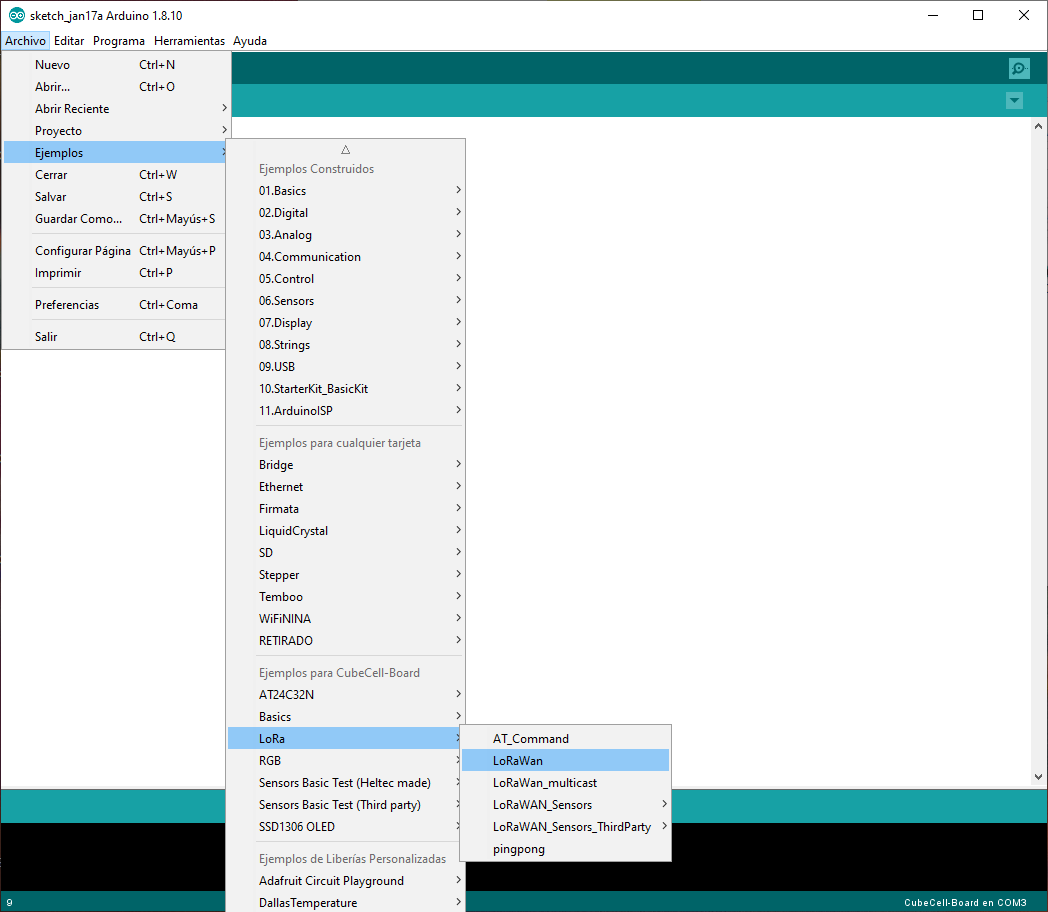 sketch_jan17a Arduino 1.8.10
Archivo Editar Programa Herramientas Ayuda
Nuevo Ctrl+N
Abrir... Ctrl+O
Abrir Reciente
Proyecto
Ejemplos
Cerrar Ctrl+W
Salvar Ctrl+S
Guardar Como... Ctrl+Mayús+S
Configurar Página Ctrl+Mayús+P
Imprimir Ctrl+P
Preferencias Ctrl+Coma
Salir Ctrl+Q
Ejemplos Construidos
01.Basics
02.Digital
03.Analog
04.Communication
05.Control
06.Sensors
07.Display
08.Strings
09.USB
10.StarterKit_BasicKit
11.ArduinoISP
Ejemplos para cualquier tarjeta
Bridge
Ethernet
Firmata
LiquidCrystal
SD
Stepper
Temboo
WiFiNINA
RETIRADO
Ejemplos para CubeCell-Board
AT24C32N
Basics
LoRa
RGB
Sensors Basic Test (Heltec made)
Sensors Basic Test (Third party)
SSD1306 OLED
Ejemplos de Liberías Personalizadas
Adafruit Circuit Playground
DallasTemperature
AT_Command
LoRaWan
LoRaWan_multicast
LoRaWAN_Sensors
LoRaWAN_Sensors_ThirdParty
pingpong
9 CubeCell-Board en COM3